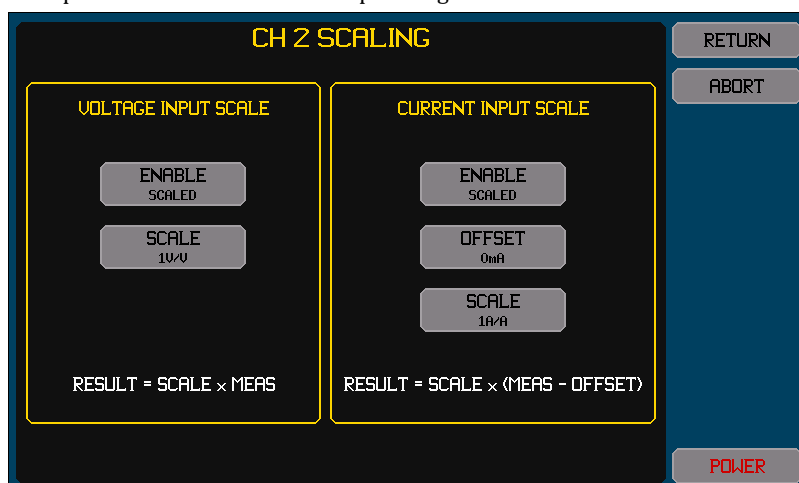 CH 2 SCALING
RETURN
ABORT
VOLTAGE INPUT SCALE
ENABLE
SCALED
SCALE
1V/V
RESULT = SCALE x MEAS
CURRENT INPUT SCALE
ENABLE
SCALED
OFFSET
0mA
SCALE
1A/A
RESULT = SCALE x (MEAS - OFFSET)
POWER